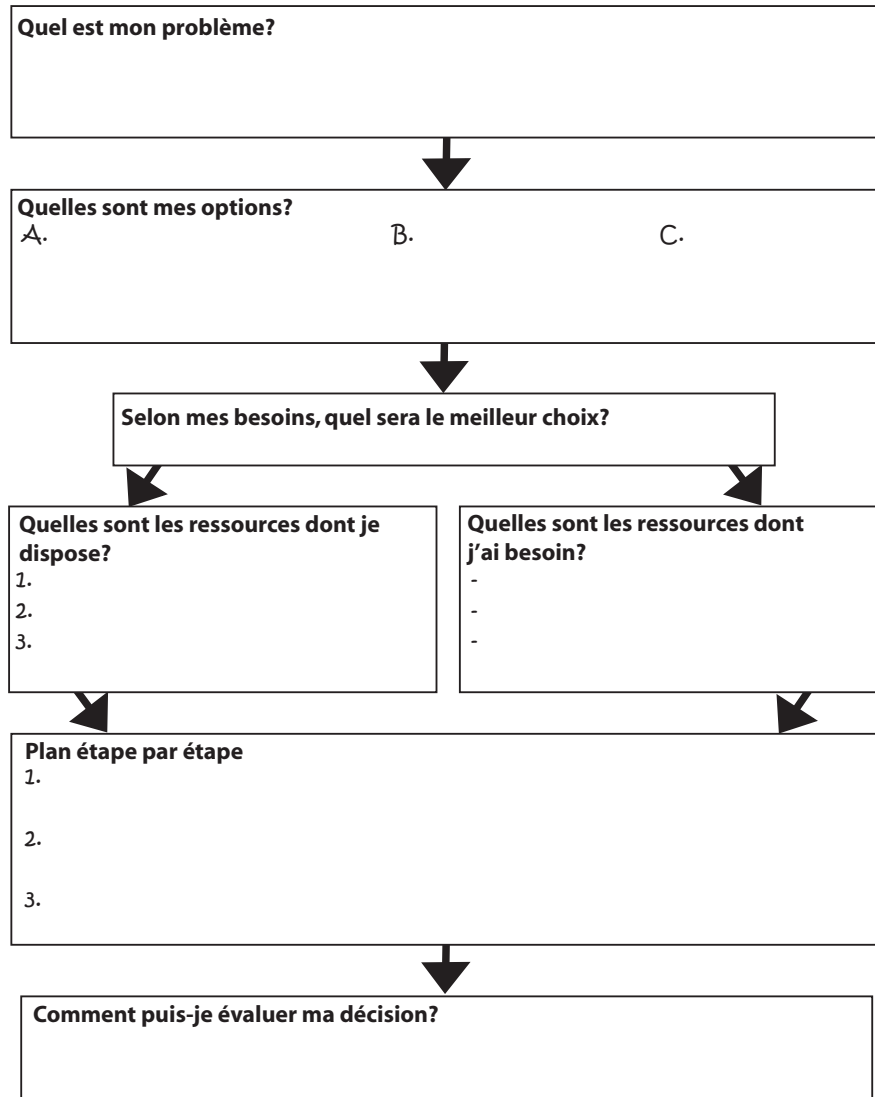 Quel est mon problème?
Quelles sont mes options?
A. B. C.
Selon mes besoins, quel sera le meilleur choix?
Quelles sont les ressources dont je
dispose?
1.
2.
3.
Quelles sont les ressources dont
j’ai besoin?
-
-
-
Plan étape par étape
1.
2.
3.
Comment puis-je évaluer ma décision?